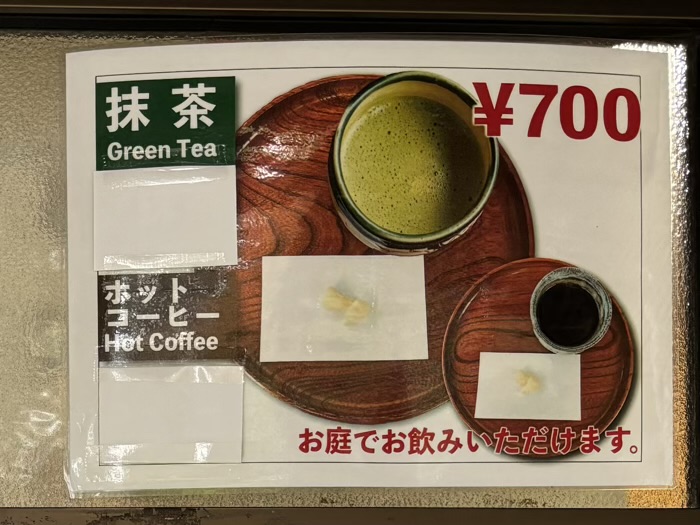 抹茶
Green Tea
¥700
ホット
コーヒー
Hot Coffee
お庭でお飲みいただけます。